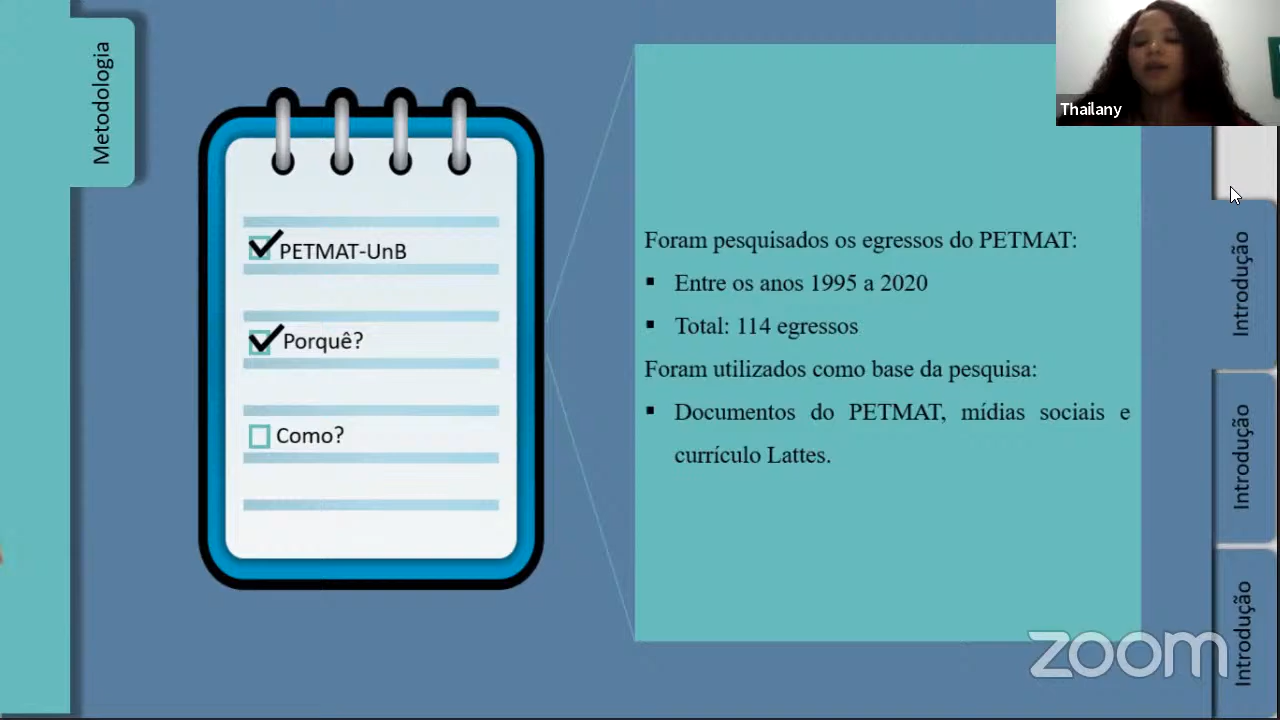 Metodologia
PETMAT-UnB
Porquê?
Como?
Foram pesquisados os egressos do PETMAT:
▪ Entre os anos 1995 a 2020
▪ Total: 114 egressos
Foram utilizados como base da pesquisa:
▪ Documentos do PETMAT, mídias sociais e
currículo Lattes.
Thailany
Introdução
Introdução
Introdução
zoom